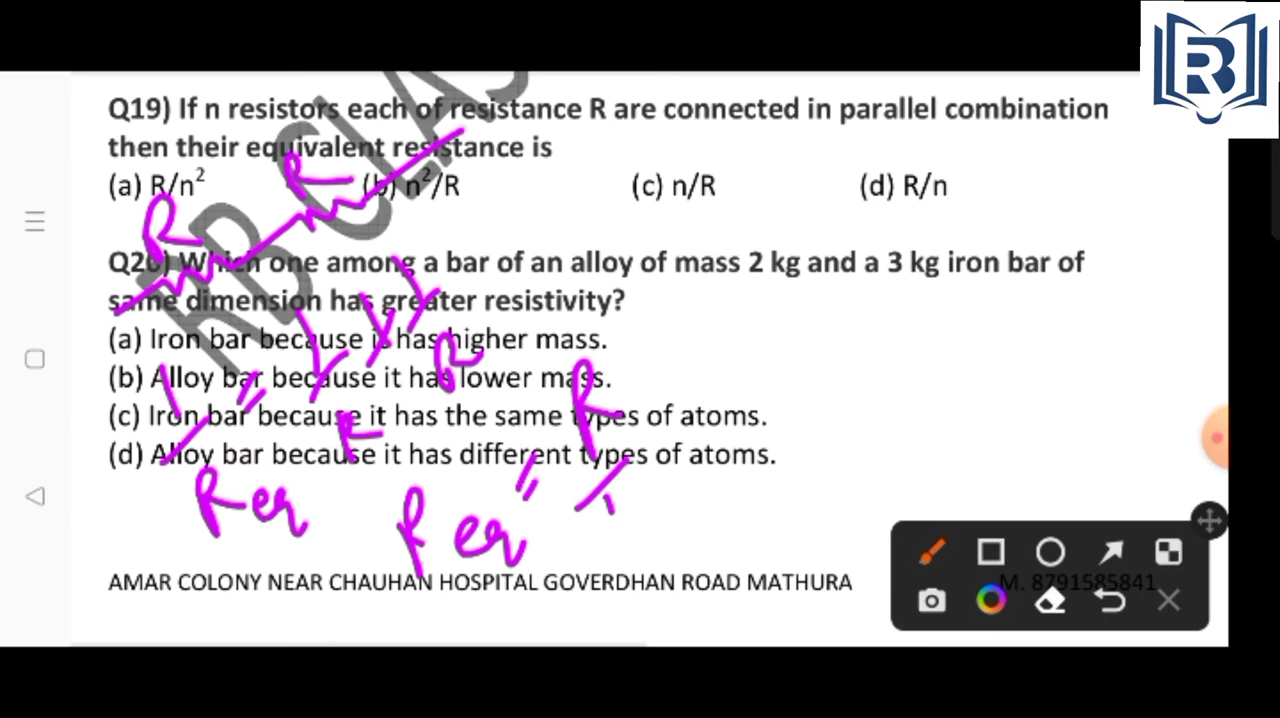 Q19) If n resistors each of resistance R are connected in parallel combination
then their equivalent resistance is
(a) R/n² (b) n²/R (c) n/R (d) R/n
Q20) Which one among a bar of an alloy of mass 2 kg and a 3 kg iron bar of
same dimension has greater resistivity?
(a) Iron bar because it has higher mass.
(b) Alloy bar because it has lower mass.
(c) Iron bar because it has the same types of atoms.
(d) Alloy bar because it has different types of atoms.
R
R
R
R
R
Req
Req =
AMAR COLONY NEAR CHAUHAN HOSPITAL GOVERDHAN ROAD MATHURA M. 8791585841